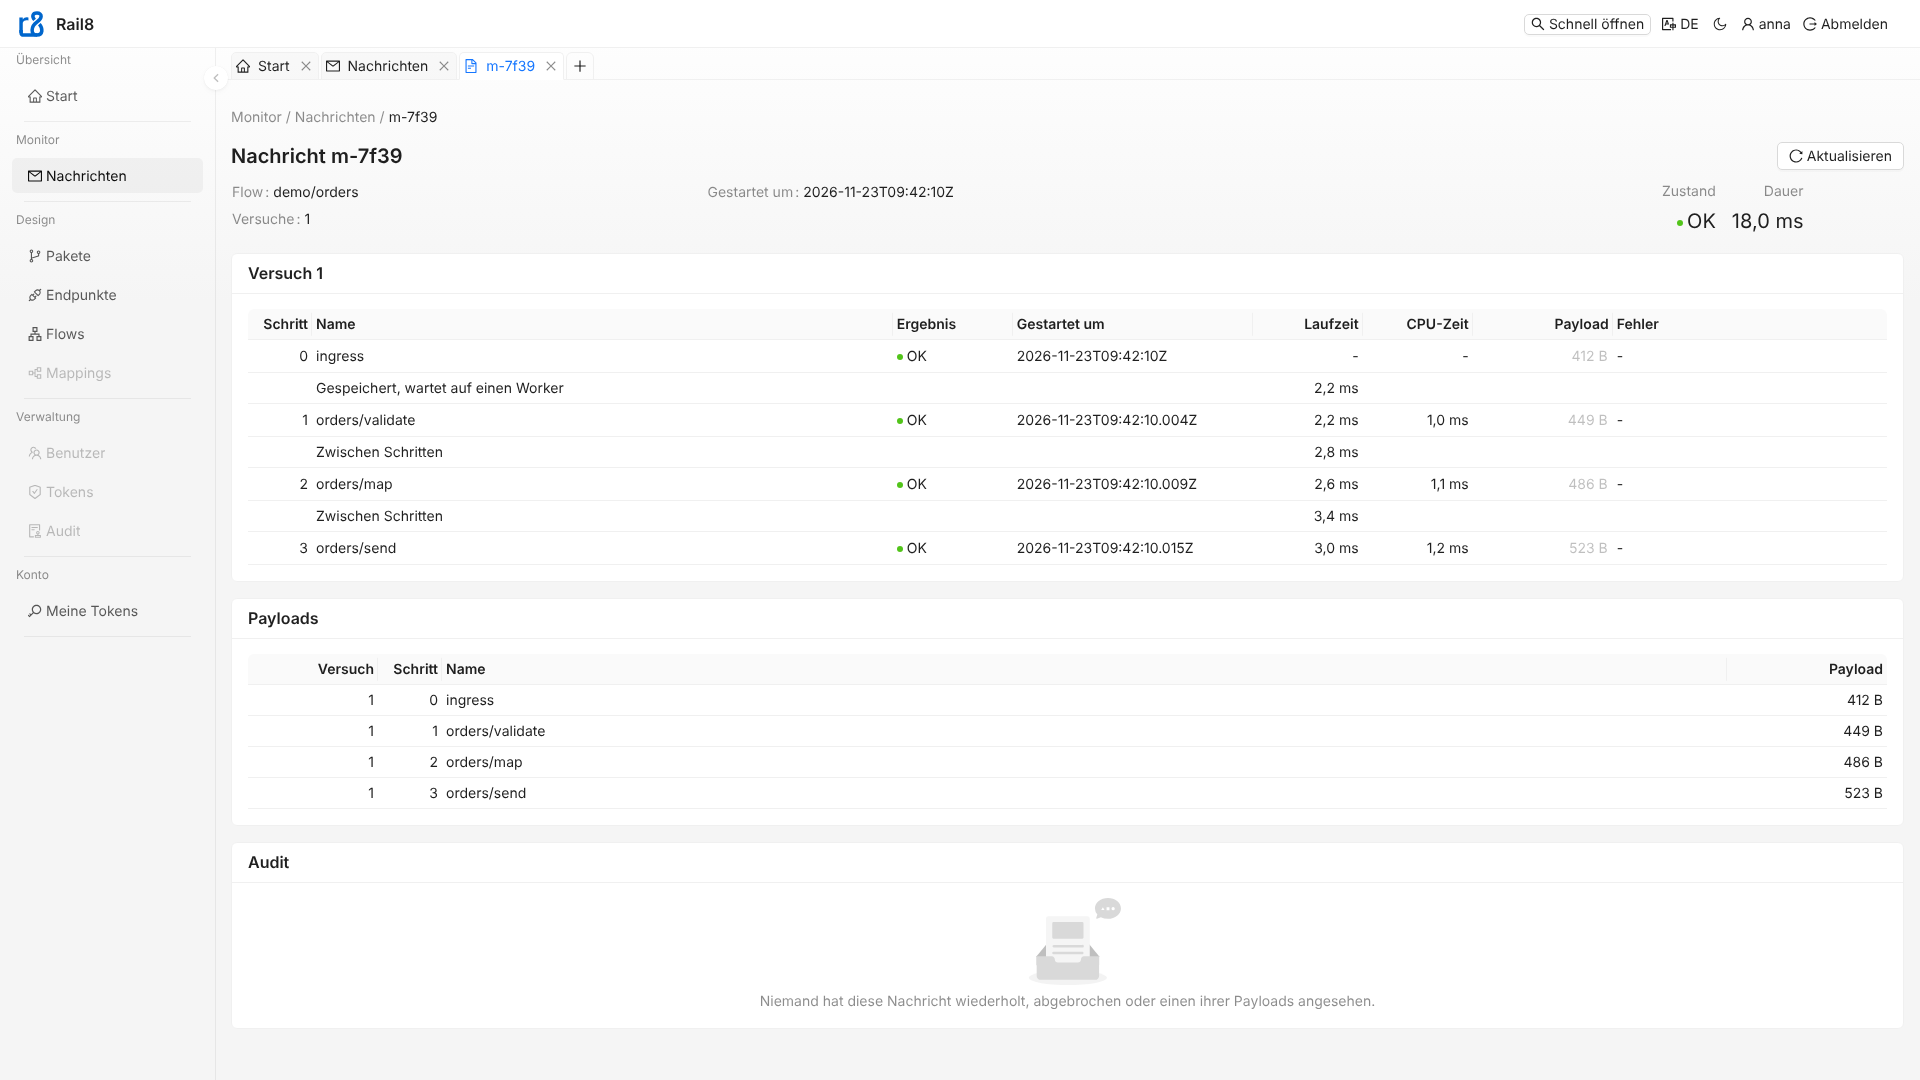 Rail8
Schnell öffnen DE anna Abmelden
Übersicht
Start
Monitor
Nachrichten
Design
Pakete
Endpunkte
Flows
Mappings
Verwaltung
Benutzer
Tokens
Audit
Konto
Meine Tokens
Start Nachrichten m-7f39
Monitor / Nachrichten / m-7f39
Nachricht m-7f39
Aktualisieren
Flow: demo/orders Gestartet um: 2026-11-23T09:42:10Z
Versuche: 1
Zustand Dauer
OK 18,0 ms
Versuch 1
Schritt Name Ergebnis Gestartet um Laufzeit CPU-Zeit Payload Fehler
0 ingress OK 2026-11-23T09:42:10Z - - 412 B -
Gespeichert, wartet auf einen Worker 2,2 ms
1 orders/validate OK 2026-11-23T09:42:10.004Z 2,2 ms 1,0 ms 449 B -
Zwischen Schritten 2,8 ms
2 orders/map OK 2026-11-23T09:42:10.009Z 2,6 ms 1,1 ms 486 B -
Zwischen Schritten 3,4 ms
3 orders/send OK 2026-11-23T09:42:10.015Z 3,0 ms 1,2 ms 523 B -
Payloads
Versuch Schritt Name Payload
1 0 ingress 412 B
1 1 orders/validate 449 B
1 2 orders/map 486 B
1 3 orders/send 523 B
Audit
Niemand hat diese Nachricht wiederholt, abgebrochen oder einen ihrer Payloads angesehen.